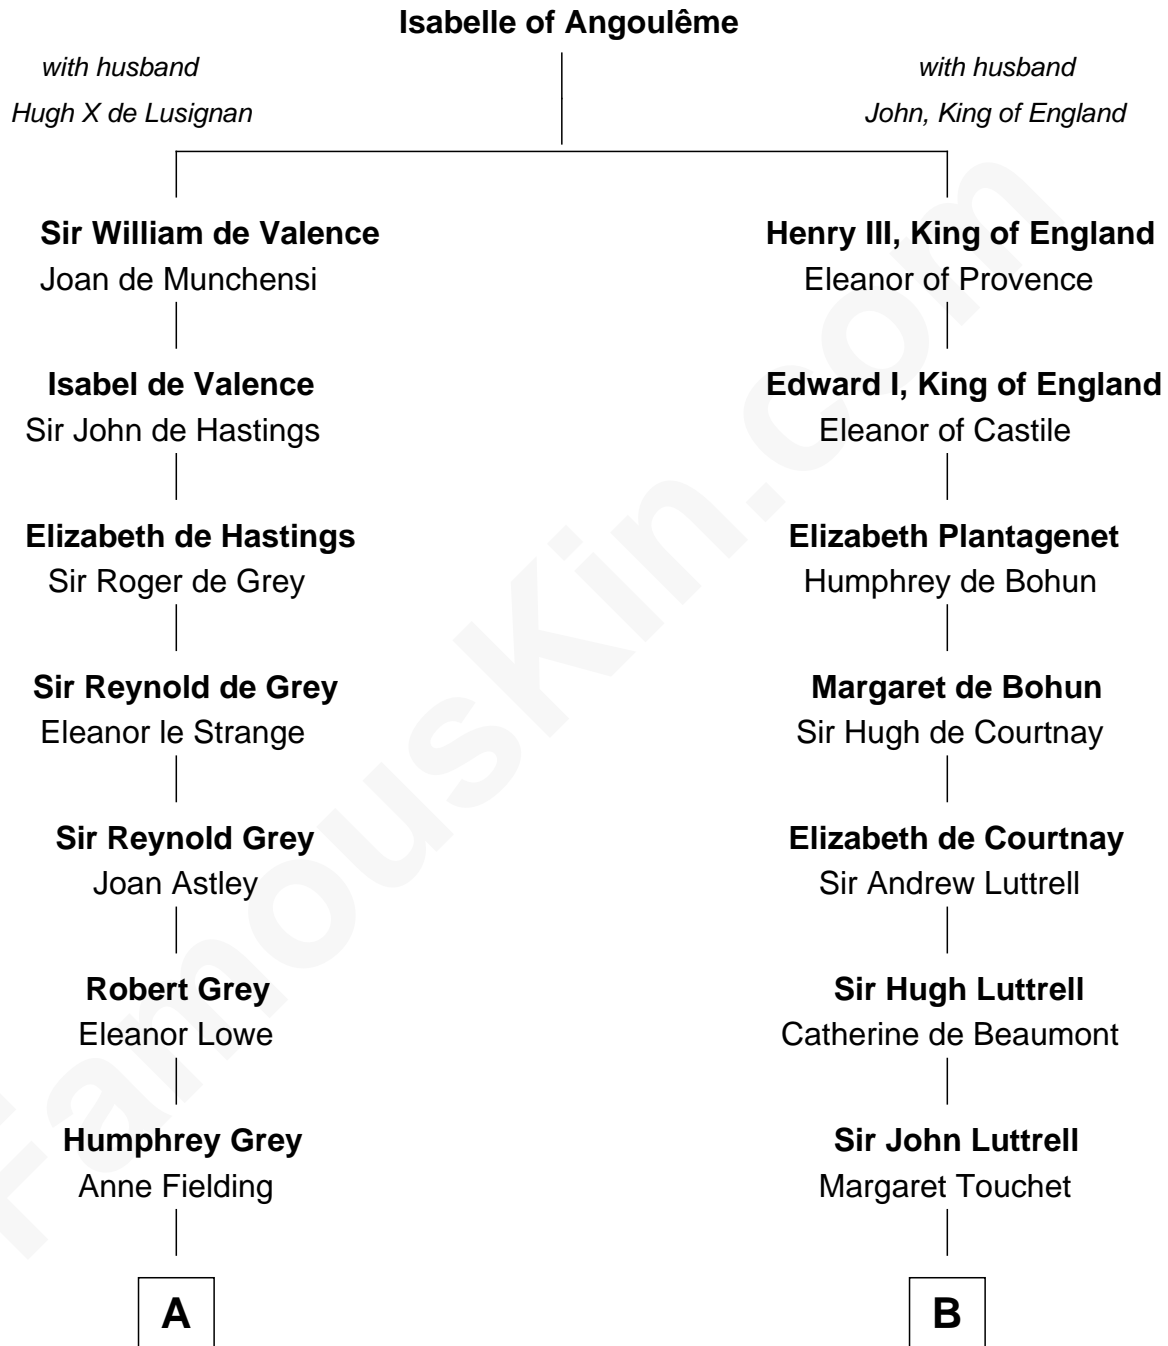 Isabelle of Angoulême
with husband
Hugh X de Lusignan
with husband
John, King of England
Sir William de Valence
Joan de Munchensi
Henry III, King of England
Eleanor of Provence
Isabel de Valence
Sir John de Hastings
Edward I, King of England
Eleanor of Castile
Elizabeth de Hastings
Sir Roger de Grey
Elizabeth Plantagenet
Humphrey de Bohun
Sir Reynold de Grey
Eleanor le Strange
Margaret de Bohun
Sir Hugh de Courtnay
Sir Reynold Grey
Joan Astley
Elizabeth de Courtnay
Sir Andrew Luttrell
Robert Grey
Eleanor Lowe
Sir Hugh Luttrell
Catherine de Beaumont
Humphrey Grey
Anne Fielding
Sir John Luttrell
Margaret Touchet
A
B
FamousKin.com